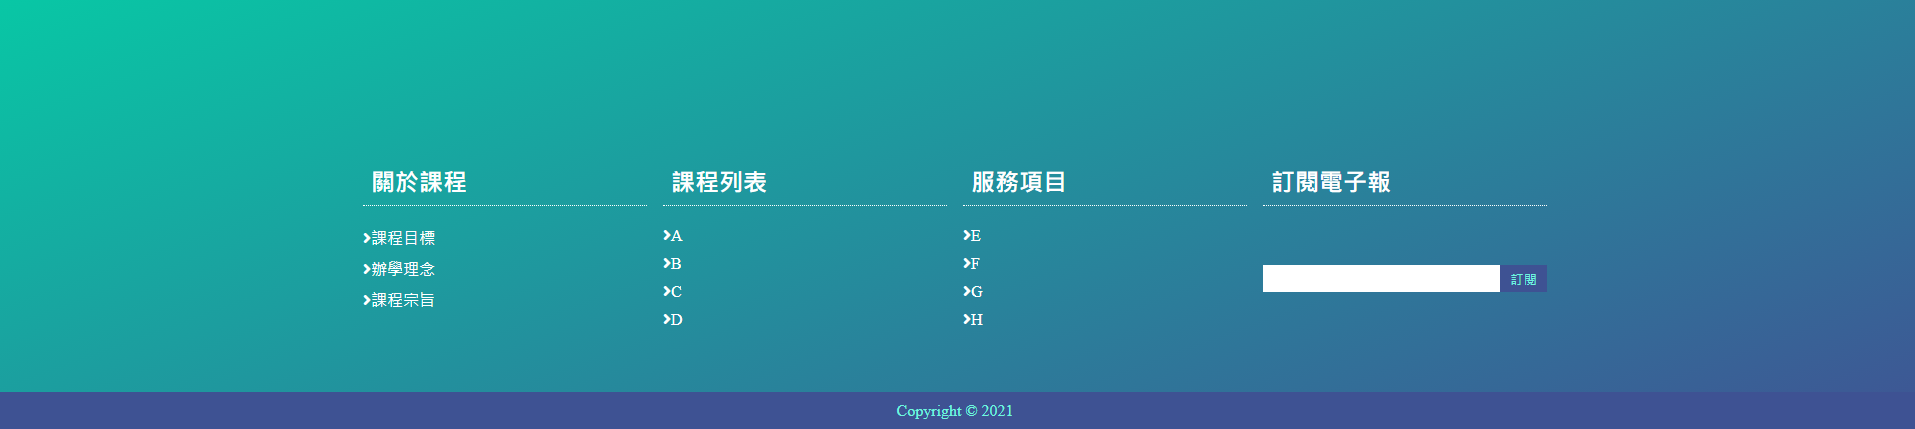 關於課程
課程目標
辦學理念
課程宗旨
課程列表
A
B
C
D
服務項目
E
F
G
H
訂閱電子報
訂閱
Copyright © 2021